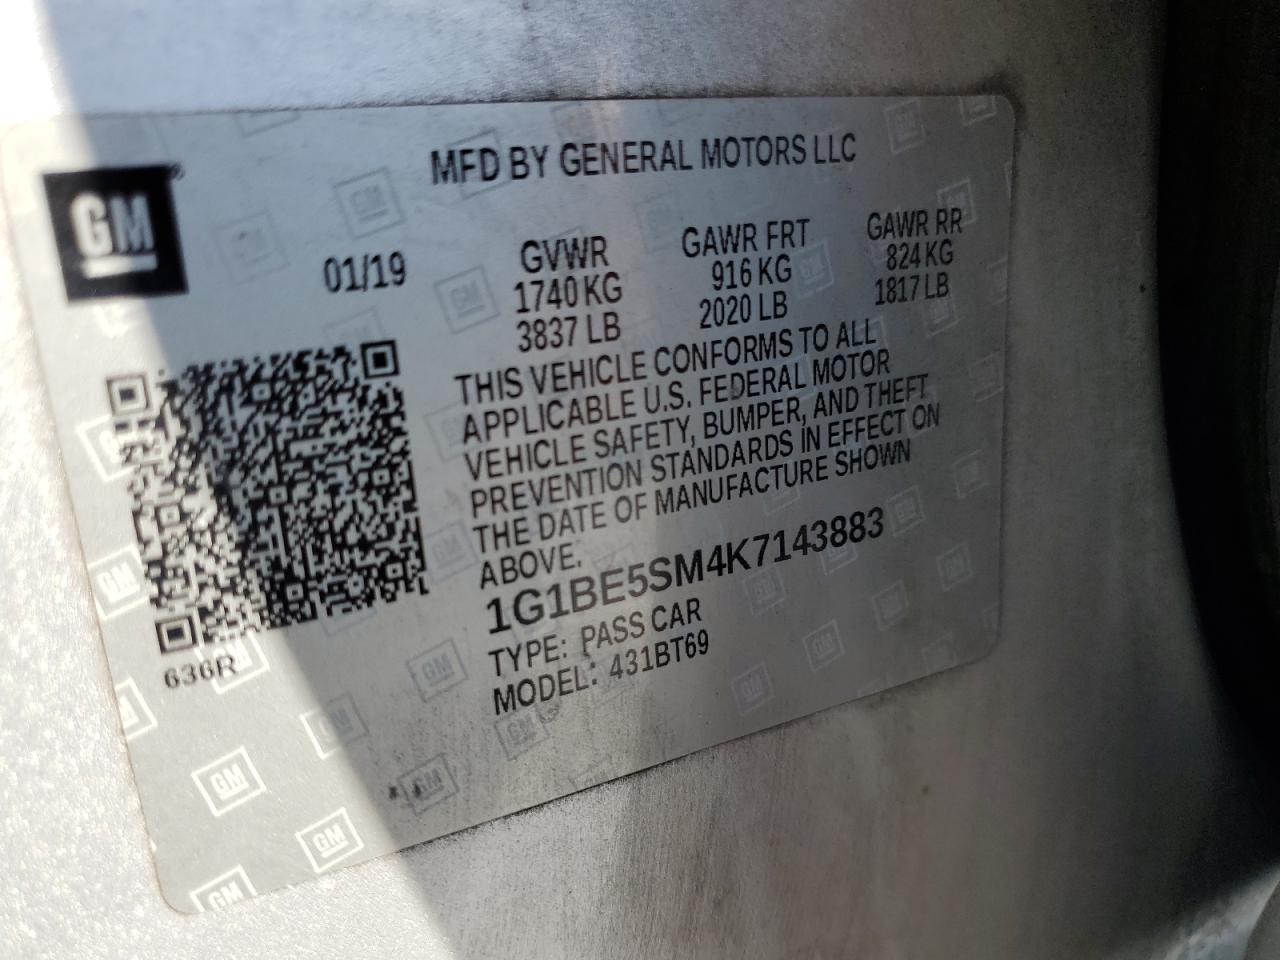 GM®
MFD BY GENERAL MOTORS LLC
01/19
GVWR
1740 KG
3837 LB
GAWR FRT
916 KG
2020 LB
GAWR RR
824 KG
1817 LB
THIS VEHICLE CONFORMS TO ALL
APPLICABLE U.S. FEDERAL MOTOR
VEHICLE SAFETY, BUMPER, AND THEFT
PREVENTION STANDARDS IN EFFECT ON
THE DATE OF MANUFACTURE SHOWN
ABOVE.
1G1BE5SM4K7143883
TYPE: PASS CAR
MODEL: 431BT69
636R